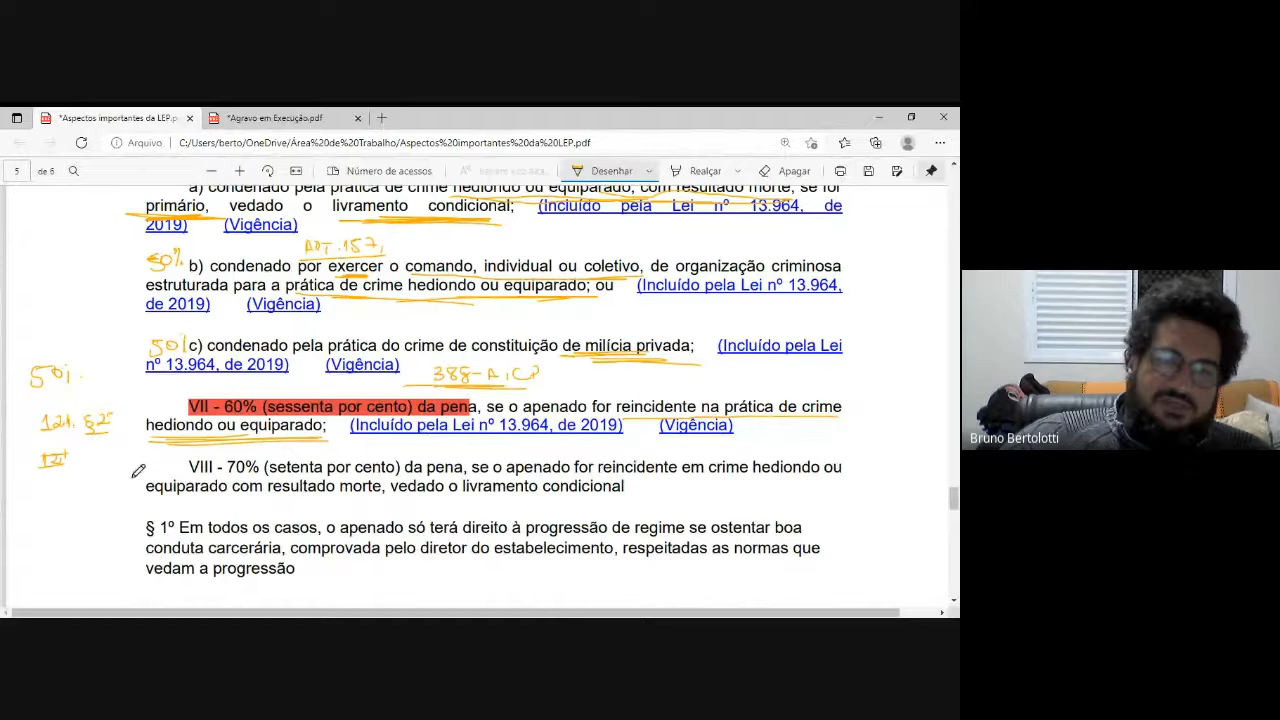 *Aspectos importantes da LEP.p
*Agravo em Execução.pdf
Arquivo
C:/Users/berto/OneDrive/Área%20de%20Trabalho/Aspectos%20importantes%20da%20LEP.pdf
5
de 6
Número de acessos
Desenhar
Realçar
Apagar
a) condenado pela prática de crime hediondo ou equiparado, com resultado morte, se for
primário, vedado o livramento condicional; (Incluído pela Lei nº 13.964, de
2019) (Vigência)
ART. 157,
50% b) condenado por exercer o comando, individual ou coletivo, de organização criminosa
estruturada para a prática de crime hediondo ou equiparado; ou (Incluído pela Lei nº 13.964,
de 2019) (Vigência)
50% c) condenado pela prática do crime de constituição de milícia privada; (Incluído pela Lei
nº 13.964, de 2019) (Vigência)
VII - 60% (sessenta por cento) da pena, se o apenado for reincidente na prática de crime
121, § 2º
hediondo ou equiparado; (Incluído pela Lei nº 13.964, de 2019) (Vigência)
VIII - 70% (setenta por cento) da pena, se o apenado for reincidente em crime hediondo ou
equiparado com resultado morte, vedado o livramento condicional
§ 1º Em todos os casos, o apenado só terá direito à progressão de regime se ostentar boa
conduta carcerária, comprovada pelo diretor do estabelecimento, respeitadas as normas que
vedam a progressão
Bruno Bertolotti